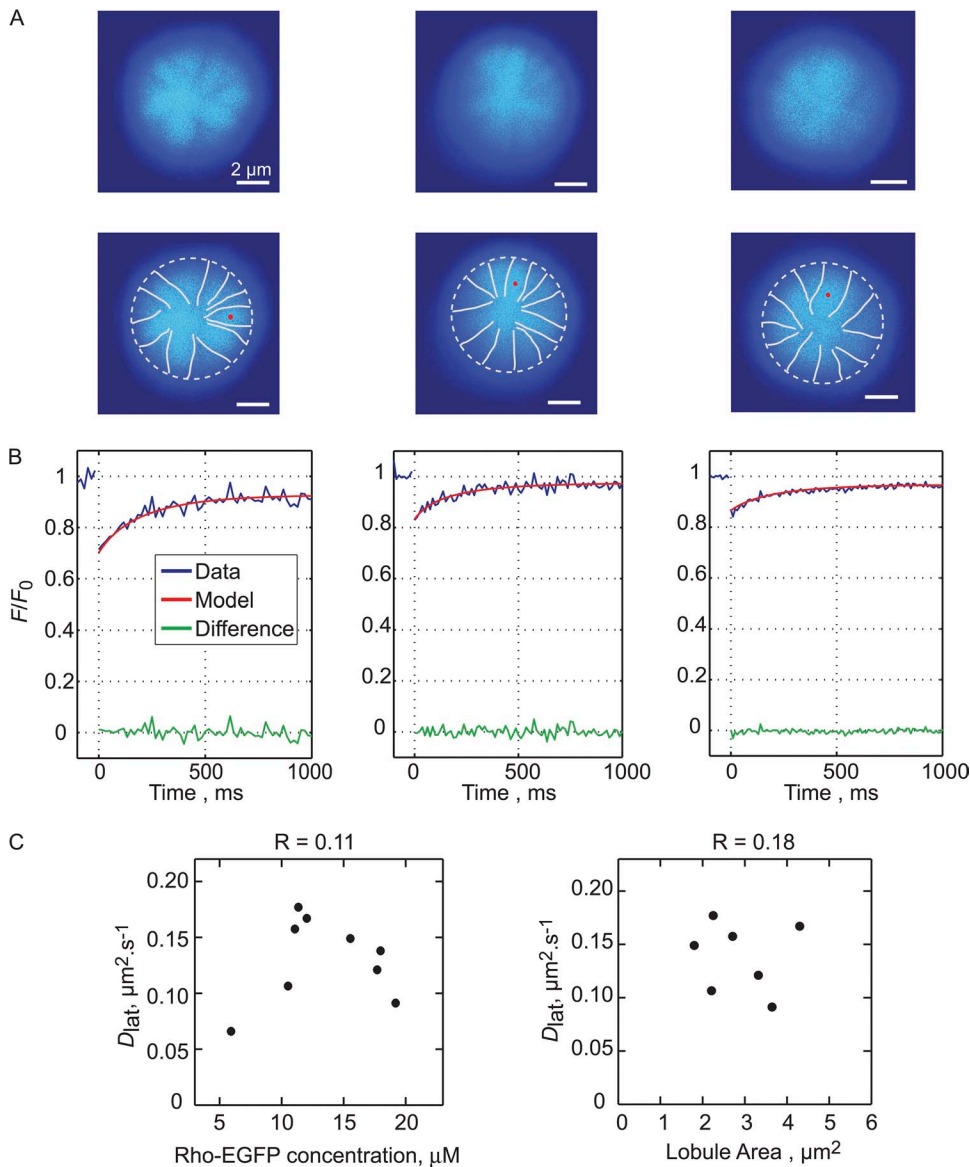 A
2 µm
B
F/F0
1
0.8
0.6
0.4
0.2
0
Data
Model
Difference
0 500 1000
Time , ms
1
0.8
0.6
0.4
0.2
0
0 500 1000
Time , ms
1
0.8
0.6
0.4
0.2
0
0 500 1000
Time , ms
C
R = 0.11
Dlat, µm².s⁻¹
0.20
0.15
0.10
0.05
0
5 10 15 20
Rho-EGFP concentration, µM
R = 0.18
Dlat, µm².s⁻¹
0.20
0.15
0.10
0.05
0
0 1 2 3 4 5 6
Lobule Area , µm²